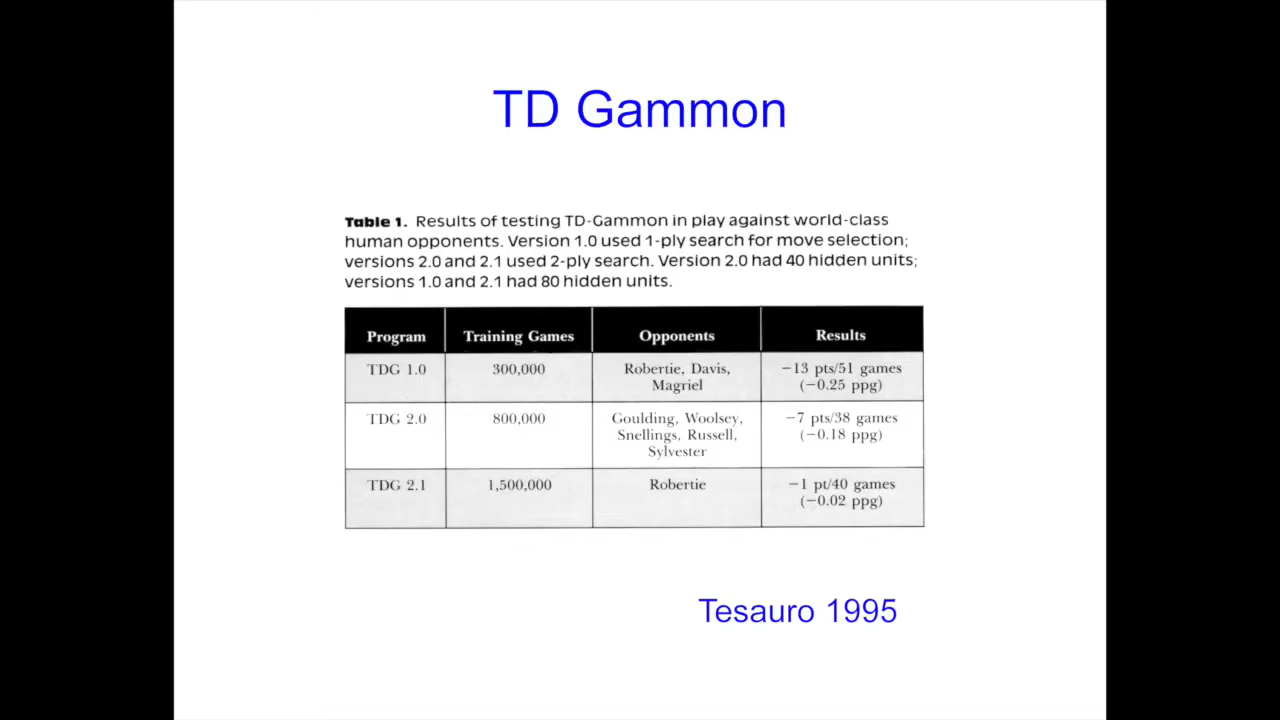 TD Gammon
Table 1. Results of testing TD-Gammon in play against world-class
human opponents. Version 1.0 used 1-ply search for move selection;
versions 2.0 and 2.1 used 2-ply search. Version 2.0 had 40 hidden units;
versions 1.0 and 2.1 had 80 hidden units.
Program Training Games Opponents Results
TDG 1.0 300,000 Robertie, Davis, −13 pts/51 games
Magriel (−0.25 ppg)
TDG 2.0 800,000 Goulding, Woolsey, −7 pts/38 games
Snellings, Russell, (−0.18 ppg)
Sylvester
TDG 2.1 1,500,000 Robertie −1 pt/40 games
(−0.02 ppg)
Tesauro 1995